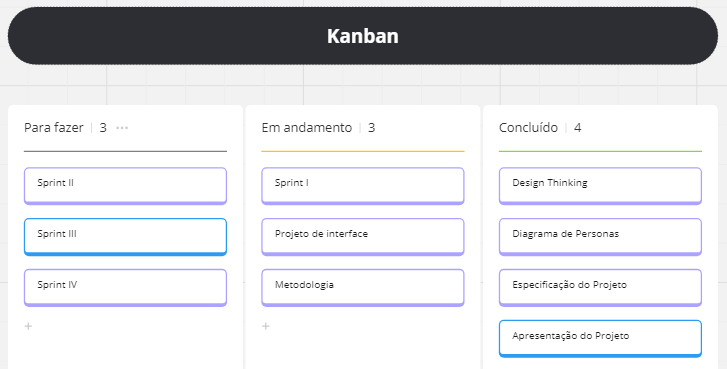 Kanban
Para fazer | 3 ...
Sprint II
Sprint III
Sprint IV
+
Em andamento | 3
Sprint I
Projeto de interface
Metodologia
+
Concluído | 4
Design Thinking
Diagrama de Personas
Especificação do Projeto
Apresentação do Projeto